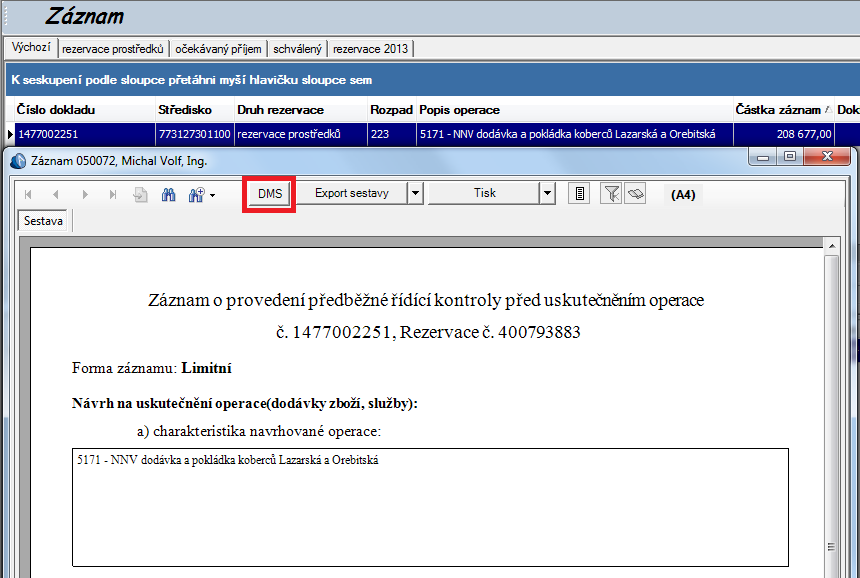 Záznam
Výchozí rezervace prostředků očekávaný příjem schválený rezervace 2013
K seskupení podle sloupce přetáhni myší hlavičku sloupce sem
Číslo dokladu Středisko Druh rezervace Rozpad Popis operace Částka záznam Dok
1477002251 773127301100 rezervace prostředků 223 5171 - NNV dodávka a pokládka koberců Lazarská a Orebitská 208 677,00
Záznam 050072, Michal Volf, Ing.
DMS Export sestavy Tisk (A4)
Sestava
Záznam o provedení předběžné řídící kontroly před uskutečněním operace
č. 1477002251, Rezervace č. 400793883
Forma záznamu: Limitní
Návrh na uskutečnění operace(dodávky zboží, služby):
a) charakteristika navrhované operace:
5171 - NNV dodávka a pokládka koberců Lazarská a Orebitská